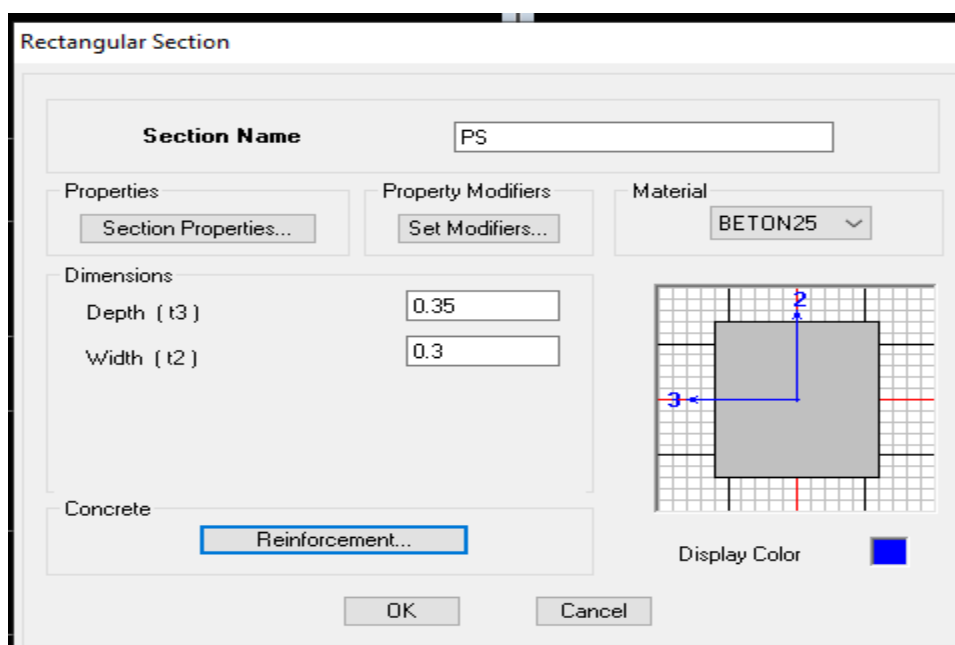 Rectangular Section
Section Name PS
Properties Property Modifiers Material
Section Properties... Set Modifiers... BETON25
Dimensions
Depth ( t3 ) 0.35
Width ( t2 ) 0.3
2
3
Concrete
Reinforcement...
Display Color
OK Cancel